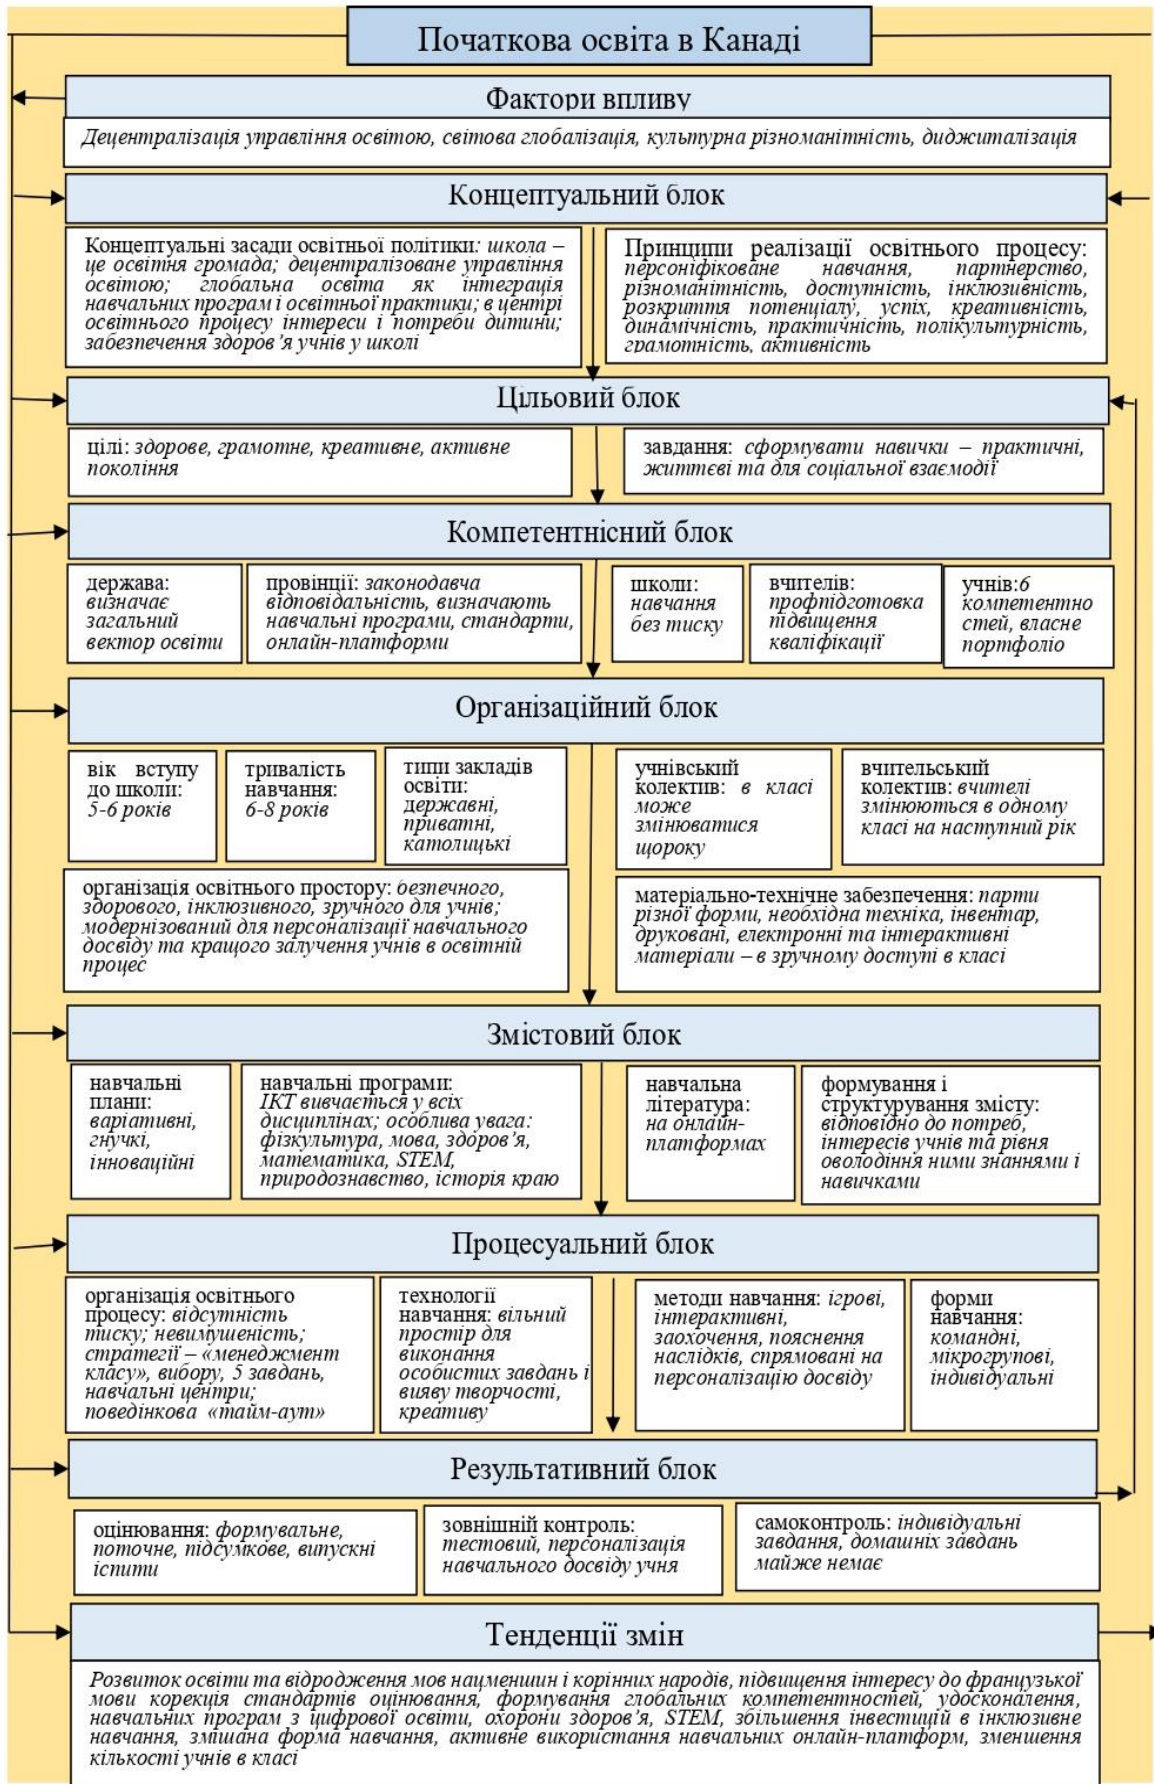 Початкова освіта в Канаді
Фактори впливу
Децентралізація управління освітою, світова глобалізація, культурна різноманітність, диджиталізація
Концептуальний блок
Концептуальні засади освітньої політики: школа –
це освітня громада; децентралізоване управління
освітою; глобальна освіта як інтеграція
навчальних програм і освітньої практики; в центрі
освітнього процесу інтереси і потреби дитини;
забезпечення здоров’я учнів у школі
Принципи реалізації освітнього процесу:
персоніфіковане навчання, партнерство,
різноманітність, доступність, інклюзивність,
розкриття потенціалу, успіх, креативність,
динамічність, практичність, полікультурність,
грамотність, активність
Цільовий блок
цілі: здорове, грамотне, креативне, активне
покоління
завдання: сформувати навички – практичні,
життєві та для соціальної взаємодії
Компетентнісний блок
держава:
визначає
загальний
вектор освіти
провінції: законодавча
відповідальність, визначають
навчальні програми, стандарти,
онлайн-платформи
школи:
навчання
без тиску
вчителів:
профпідготовка
підвищення
кваліфікації
учнів:6
компетентно
стей, власне
портфоліо
Організаційний блок
вік вступу
до школи:
5-6 років
тривалість
навчання:
6-8 років
типи закладів
освіти:
державні,
приватні,
католицькі
учнівський
колектив: в класі
може
змінюватися
щороку
вчительський
колектив: вчителі
змінюються в одному
класі на наступний рік
організація освітнього простору: безпечного,
здорового, інклюзивного, зручного для учнів;
модернізований для персоналізації навчального
досвіду та кращого залучення учнів в освітній
процес
матеріально-технічне забезпечення: парти
різної форми, необхідна техніка, інвентар,
друковані, електронні та інтерактивні
матеріали – в зручному доступі в класі
Змістовий блок
навчальні
плани:
варіативні,
гнучкі,
інноваційні
навчальні програми:
ІКТ вивчається у всіх
дисциплінах; особлива увага:
фізкультура, мова, здоров’я,
математика, STEM,
природознавство, історія краю
навчальна
література:
на онлайн-
платформах
формування і
структурування змісту:
відповідно до потреб,
інтересів учнів та рівня
оволодіння ними знаннями і
навичками
Процесуальний блок
організація освітнього
процесу: відсутність
тиску; невимушеність;
стратегії – «менеджмент
класу», вибору, 5 завдань,
навчальні центри;
поведінкова «тайм-аут»
технології
навчання: вільний
простір для
виконання
особистих завдань і
вияву творчості,
креативу
методи навчання: ігрові,
інтерактивні,
заохочення, пояснення
наслідків, спрямовані на
персоналізацію досвіду
форми
навчання:
командні,
мікрогрупові,
індивідуальні
Результативний блок
оцінювання: формувальне,
поточне, підсумкове, випускні
іспити
зовнішній контроль:
тестовий, персоналізація
навчального досвіду учня
самоконтроль: індивідуальні
завдання, домашніх завдань
майже немає
Тенденції змін
Розвиток освіти та відродження мов нацменшин і корінних народів, підвищення інтересу до французької
мови корекція стандартів оцінювання, формування глобальних компетентностей, удосконалення,
навчальних програм з цифрової освіти, охорони здоров’я, STEM, збільшення інвестицій в інклюзивне
навчання, змішана форма навчання, активне використання навчальних онлайн-платформ, зменшення
кількості учнів в класі